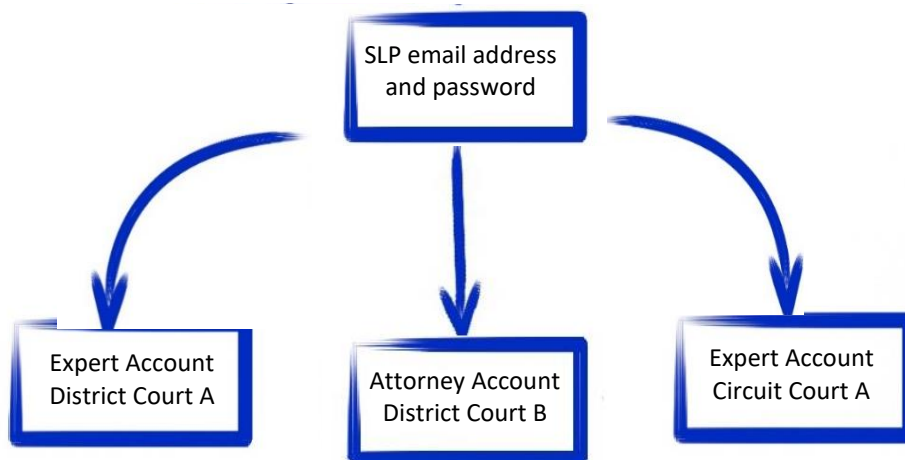 SLP email address
and password
Expert Account
District Court A
Attorney Account
District Court B
Expert Account
Circuit Court A